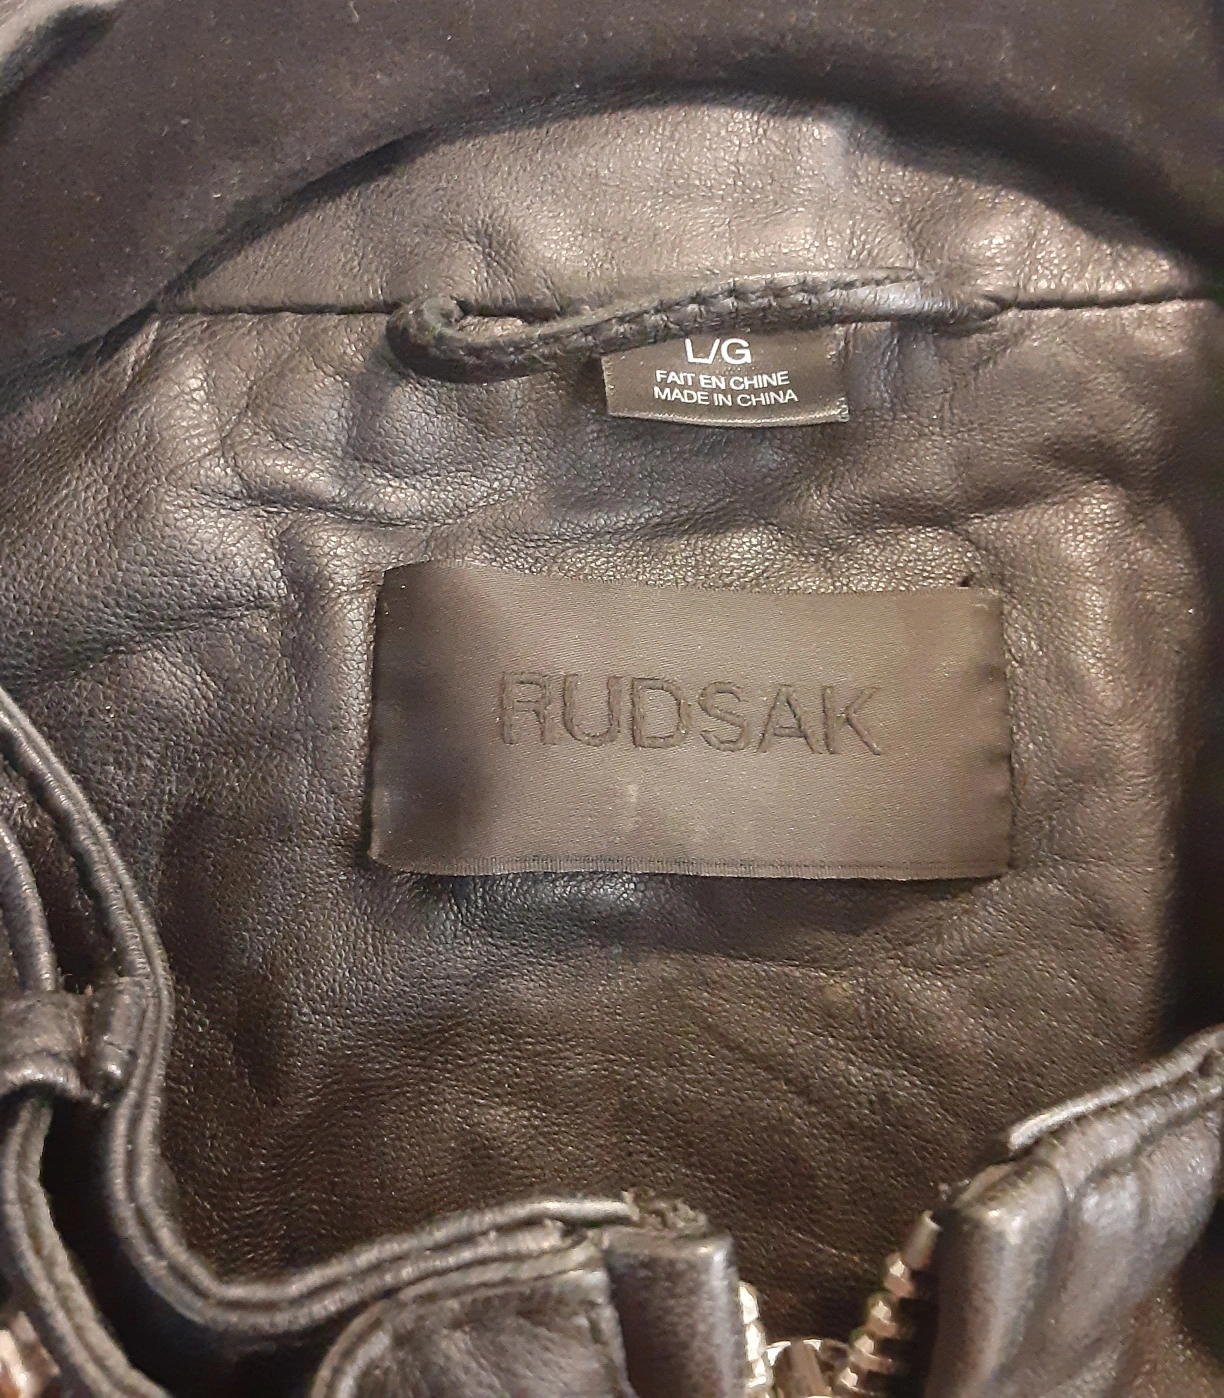 L/G
FAIT EN CHINE
MADE IN CHINA
RUDSAK